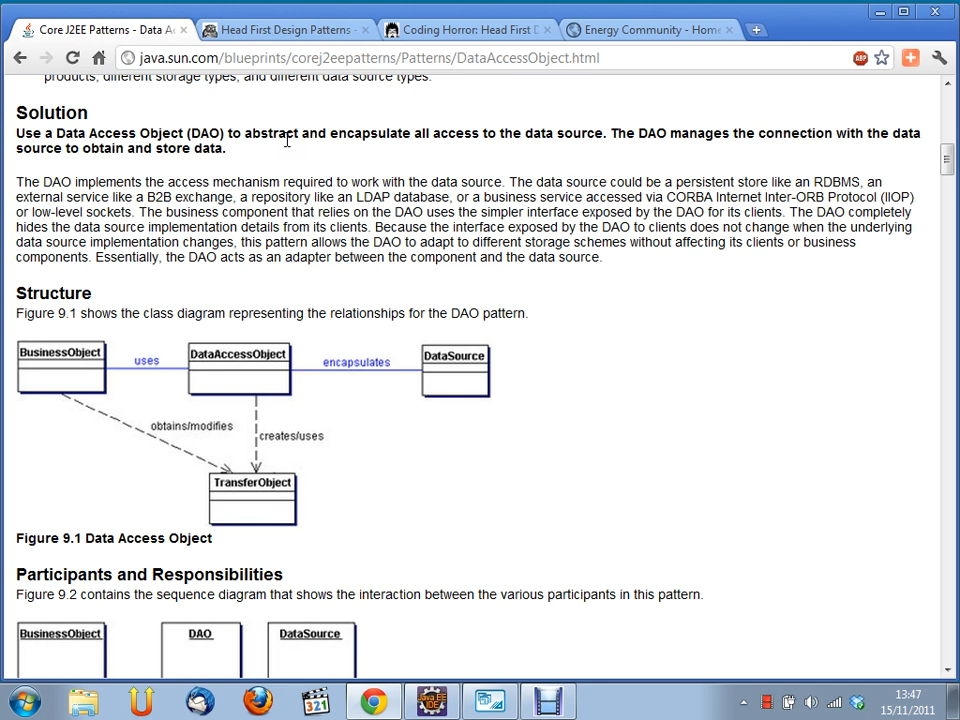 Core J2EE Patterns - Data A
Head First Design Patterns -
Coding Horror: Head First D
Energy Community - Home
java.sun.com/blueprints/corej2eepatterns/Patterns/DataAccessObject.html
ABP
products, different storage types, and different data source types.
Solution
Use a Data Access Object (DAO) to abstract and encapsulate all access to the data source. The DAO manages the connection with the data
source to obtain and store data.
The DAO implements the access mechanism required to work with the data source. The data source could be a persistent store like an RDBMS, an
external service like a B2B exchange, a repository like an LDAP database, or a business service accessed via CORBA Internet Inter-ORB Protocol (IIOP)
or low-level sockets. The business component that relies on the DAO uses the simpler interface exposed by the DAO for its clients. The DAO completely
hides the data source implementation details from its clients. Because the interface exposed by the DAO to clients does not change when the underlying
data source implementation changes, this pattern allows the DAO to adapt to different storage schemes without affecting its clients or business
components. Essentially, the DAO acts as an adapter between the component and the data source.
Structure
Figure 9.1 shows the class diagram representing the relationships for the DAO pattern.
BusinessObject
uses
DataAccessObject
encapsulates
DataSource
obtains/modifies
creates/uses
TransferObject
Figure 9.1 Data Access Object
Participants and Responsibilities
Figure 9.2 contains the sequence diagram that shows the interaction between the various participants in this pattern.
BusinessObject
DAO
DataSource
321
Java EE
IDE
13:47
15/11/2011